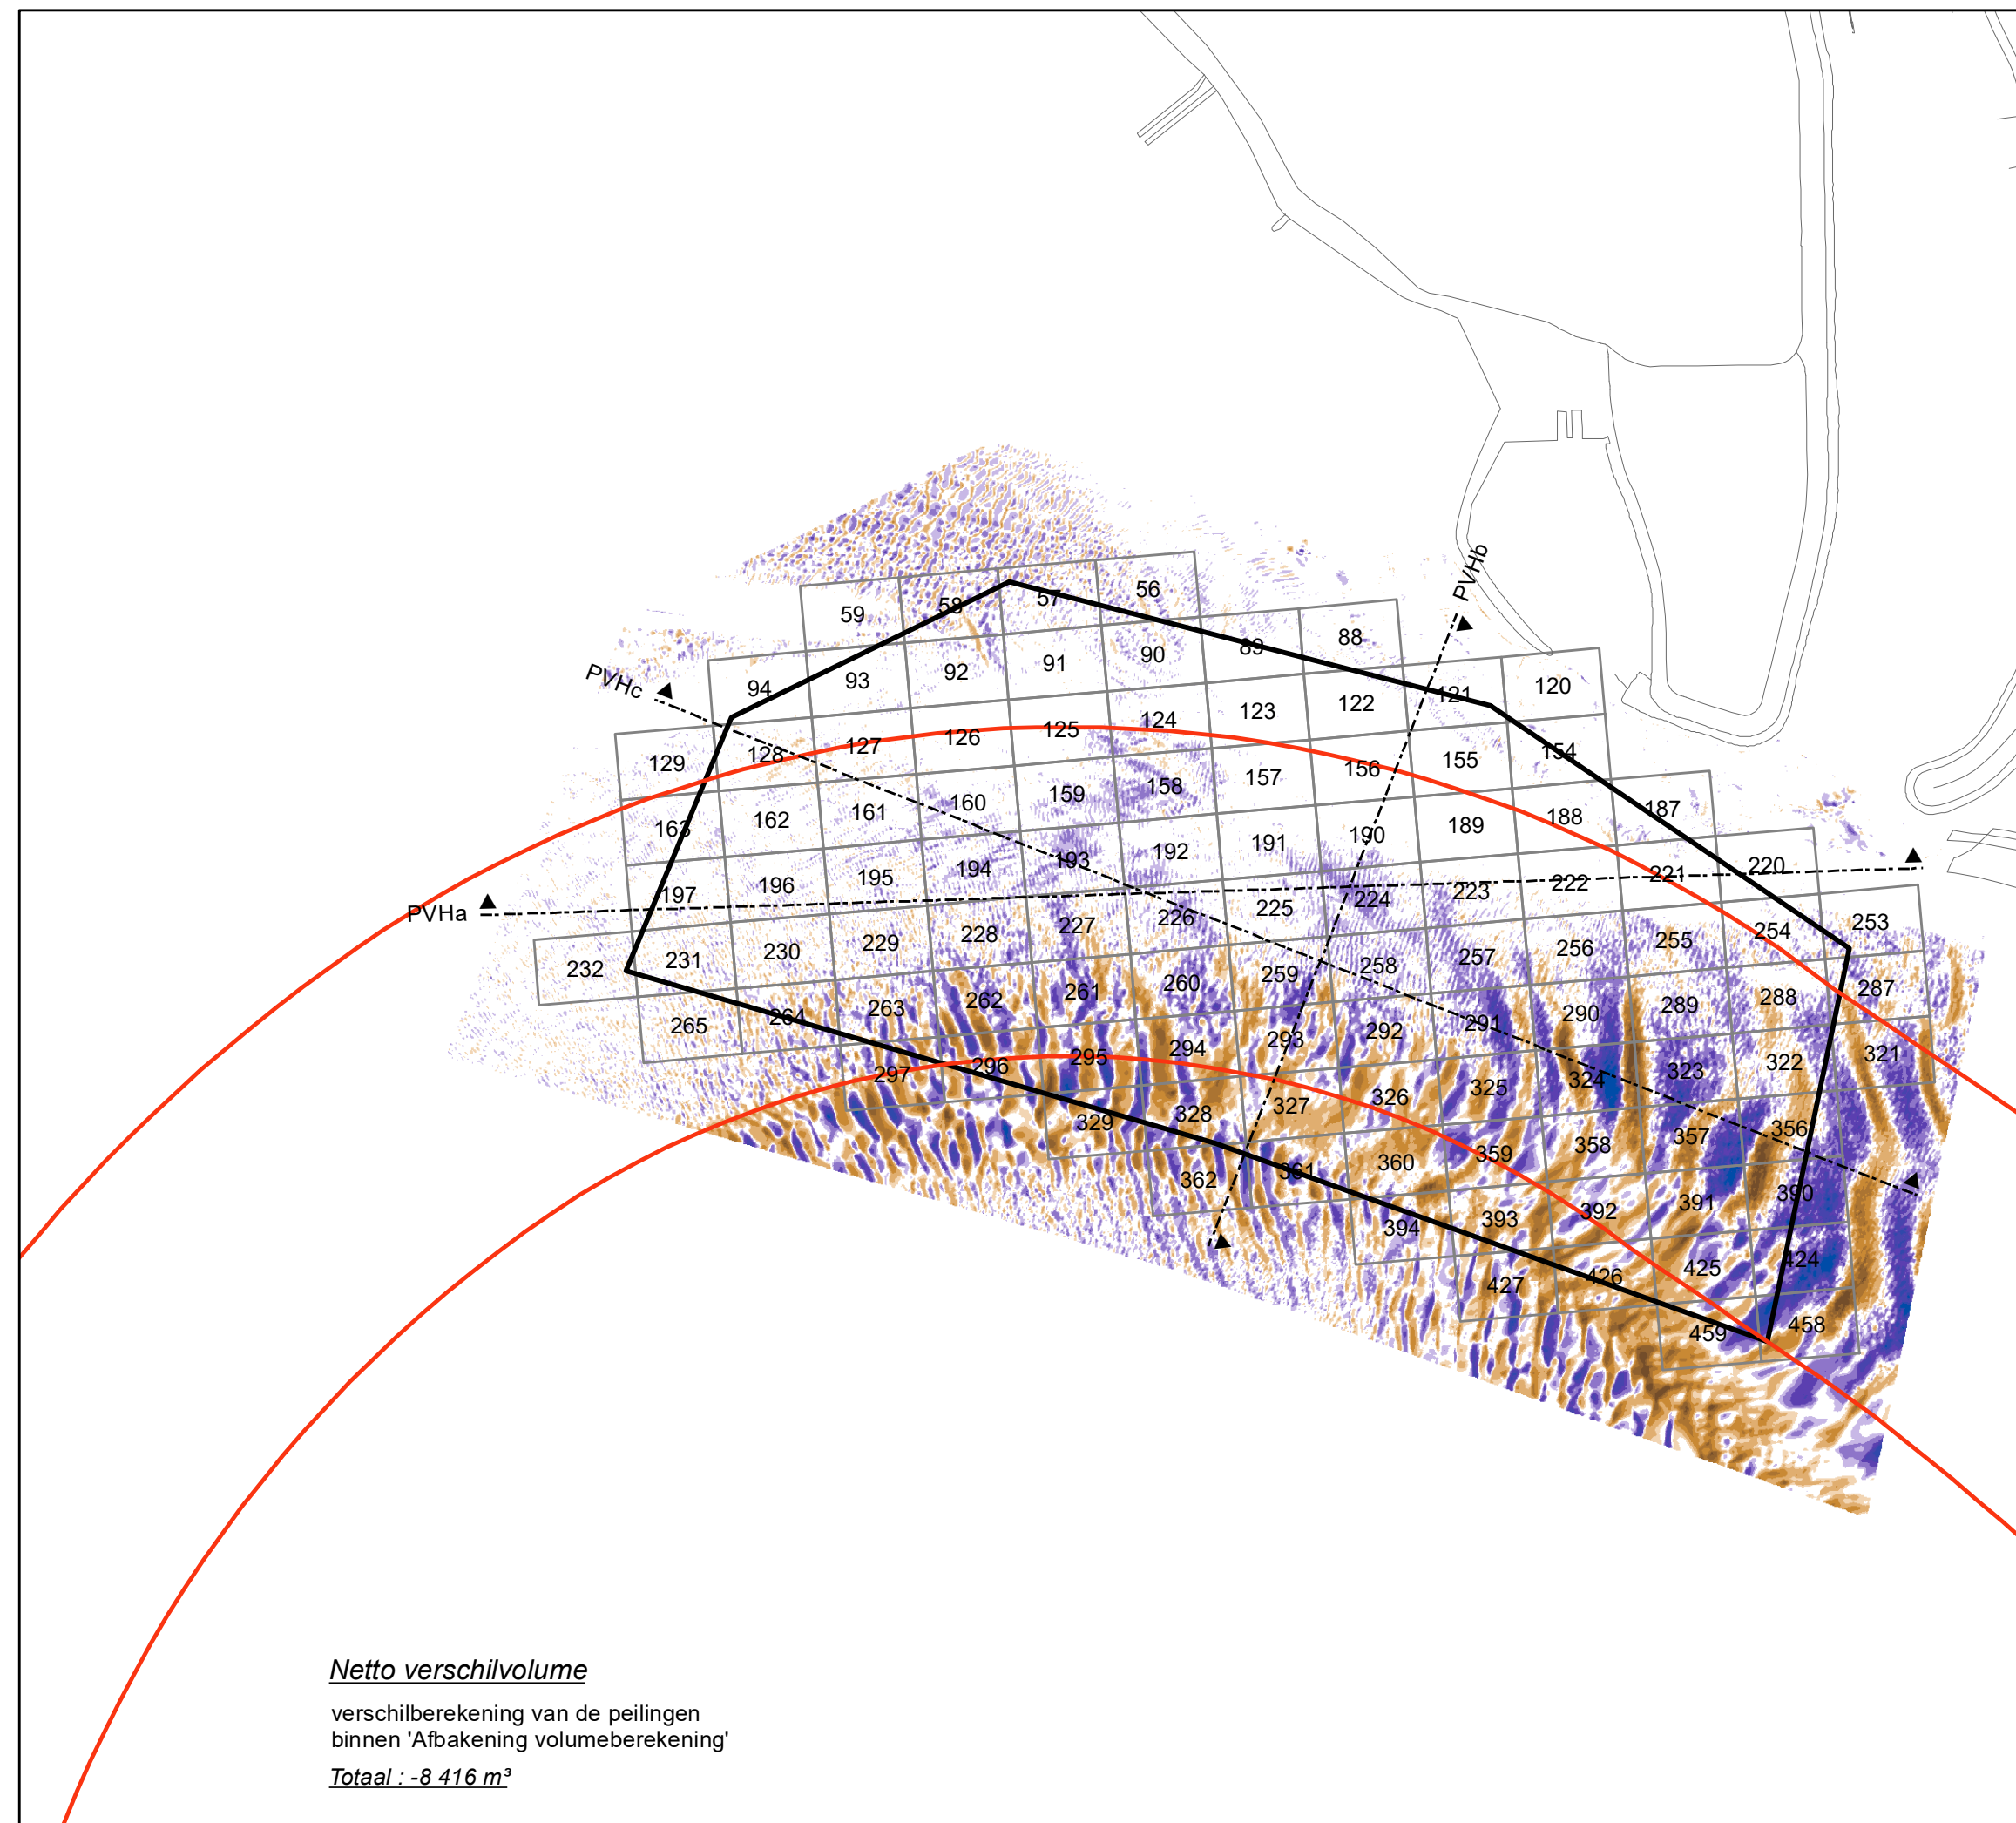 PVHb
59 58 57 56
PVHc
94 93 92 91 90 89 88
129 128 127 126 125 124 123 122 121 120
163 162 161 160 159 158 157 156 155 154
PVHa
197 196 195 194 193 192 191 190 189 188 187
232 231 230 229 228 227 226 225 224 223 222 221 220
265 264 263 262 261 260 259 258 257 256 255 254 253
297 296 295 294 293 292 291 290 289 288 287
329 328 327 326 325 324 323 322 321
362 361 360 359 358 357 356
394 393 392 391 390
427 426 425 424
459 458
Netto verschilvolume
verschilberekening van de peilingen
binnen 'Afbakening volumeberekening'
Totaal : -8 416 m³